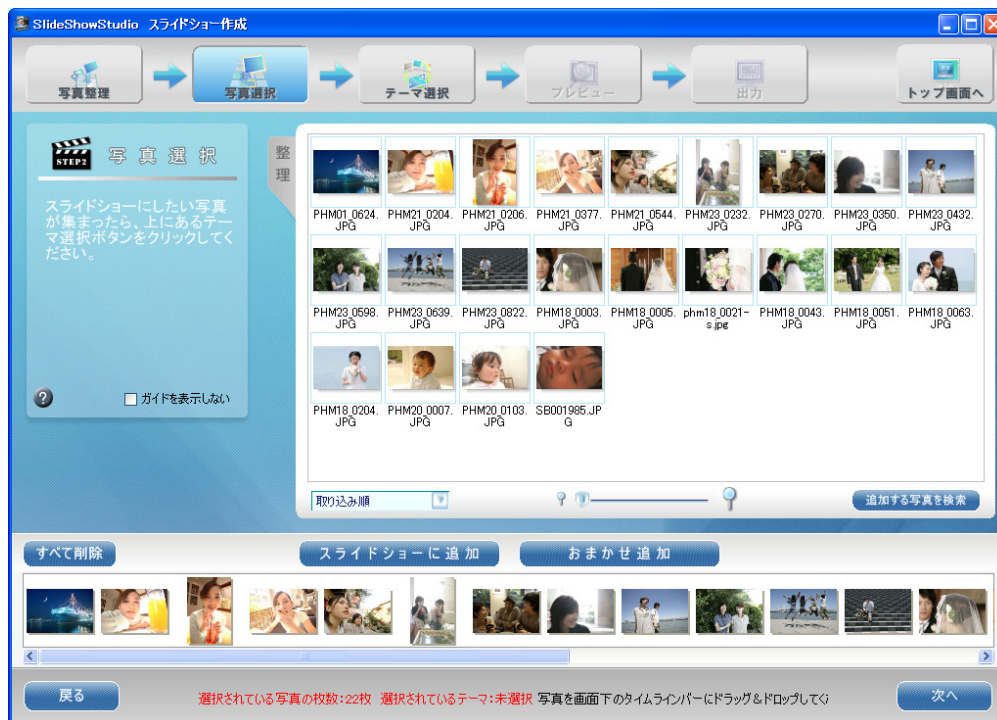 SlideShowStudio スライドショー作成
写真整理
写真選択
テーマ選択
プレビュー
出力
トップ画面へ
STEP2
写真選択
スライドショーにしたい写真
が集まったら、上にあるテー
マ選択ボタンをクリックしてく
ださい。
?
ガイドを表示しない
整理
PHM01_0624.JPG
PHM21_0204.JPG
PHM21_0206.JPG
PHM21_0377.JPG
PHM21_0544.JPG
PHM23_0232.JPG
PHM23_0270.JPG
PHM23_0350.JPG
PHM23_0432.JPG
PHM23_0598.JPG
PHM23_0639.JPG
PHM23_0822.JPG
PHM18_0003.JPG
PHM18_0005.JPG
phm18_0021-s.jpg
PHM18_0043.JPG
PHM18_0051.JPG
PHM18_0063.JPG
PHM18_0204.JPG
PHM20_0007.JPG
PHM20_0103.JPG
SB001985.JPG
取り込み順
追加する写真を検索
すべて削除
スライドショーに追加
おまかせ追加
戻る
選択されている写真の枚数:22枚 選択されているテーマ:未選択 写真を画面下のタイムラインバーにドラッグ&ドロップしてく
次へ